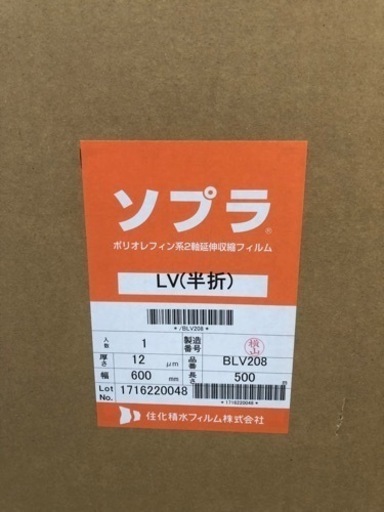 ソプラ®
ポリオレフィン系2軸延伸収縮フィルム
LV(半折)
*/BLV208*
入数 1 製造番号 横山
厚さ 12 μm 品番 BLV208
幅 600 mm 長さ 500 m
Lot No. 1716220048 *1716220048*
住化積水フィルム株式会社